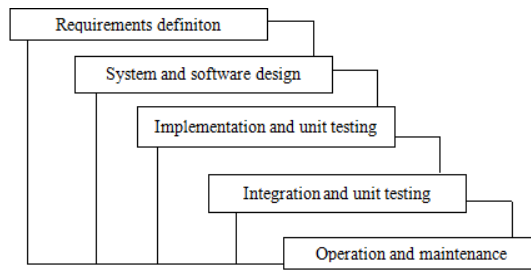 Requirements definiton
System and software design
Implementation and unit testing
Integration and unit testing
Operation and maintenance